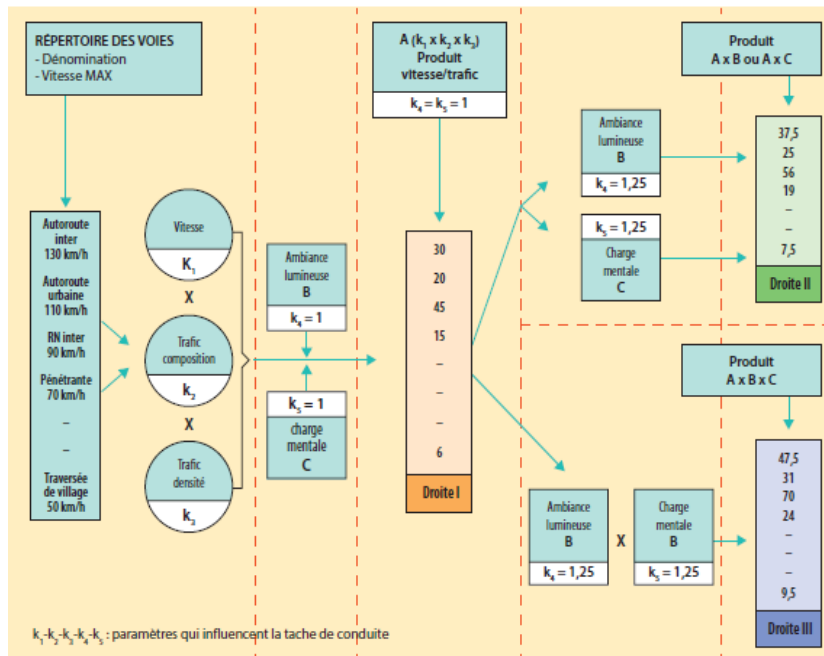 RÉPERTOIRE DES VOIES
- Dénomination
- Vitesse MAX
A (k₁ x k₂ x k₃)
Produit
vitesse/trafic
k₄ = k₅ = 1
Produit
A x B ou A x C
Autoroute
inter
130 km/h
Autoroute
urbaine
110 km/h
RN inter
90 km/h
Pénétrante
70 km/h
–
–
Traversée
de village
50 km/h
Vitesse
K₁
X
Trafic
composition
k₂
X
Trafic
densité
k₃
Ambiance
lumineuse
B
k₄ = 1
k₅ = 1
charge
mentale
C
30
20
45
15
–
–
–
6
Droite I
Ambiance
lumineuse
B
k₄ = 1,25
k₅ = 1,25
Charge
mentale
C
37,5
25
56
19
–
–
7,5
Droite II
Produit
A x B x C
Ambiance
lumineuse
B
k₄ = 1,25
X
Charge
mentale
B
k₅ = 1,25
47,5
31
70
24
–
–
–
9,5
Droite III
k₁-k₂-k₃-k₄-k₅ : paramètres qui influencent la tache de conduite